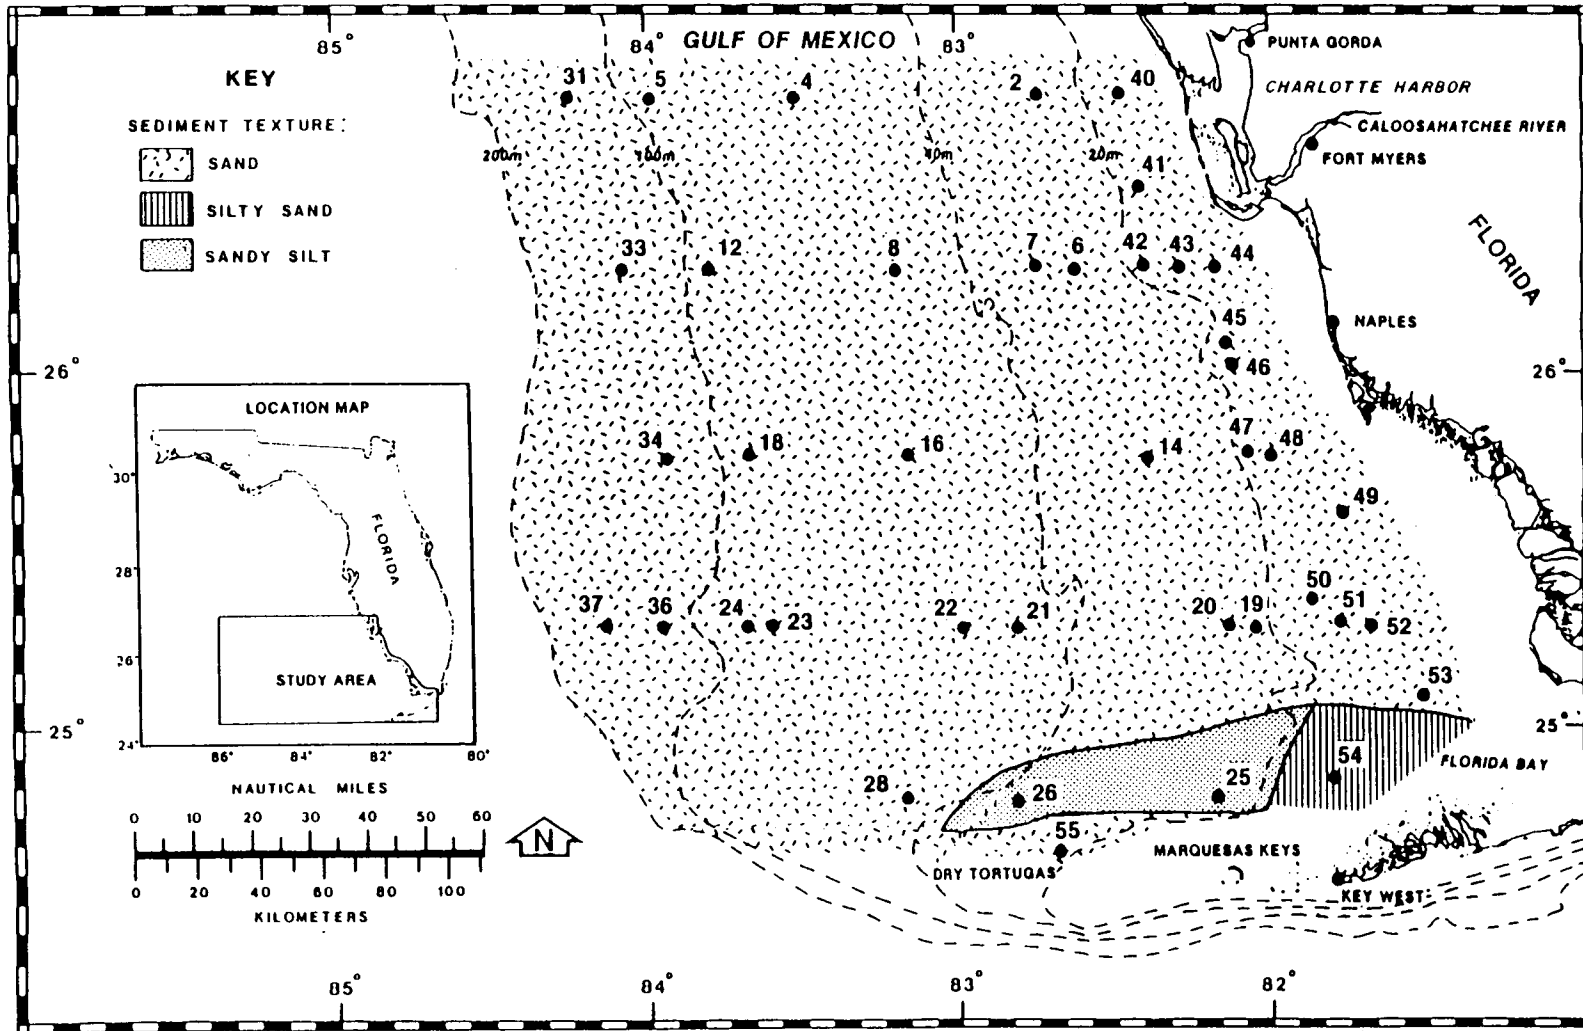 85°
84°
GULF OF MEXICO
83°
PUNTA GORDA
CHARLOTTE HARBOR
CALOOSAHATCHEE RIVER
FORT MYERS
KEY
SEDIMENT TEXTURE:
SAND
SILTY SAND
SANDY SILT
31
5
4
2
40
200m
100m
40m
20m
41
33
12
8
7
6
42
43
44
FLORIDA
45
46
NAPLES
26°
26°
LOCATION MAP
30°
28°
26°
24°
FLORIDA
STUDY AREA
86°
84°
82°
80°
34
18
16
14
47
48
49
37
36
24
23
22
21
20
19
50
51
52
53
25°
25°
28
26
25
54
FLORIDA BAY
55
DRY TORTUGAS
MARQUESAS KEYS
KEY WEST
NAUTICAL MILES
0 10 20 30 40 50 60
0 20 40 60 80 100
KILOMETERS
N
85°
84°
83°
82°